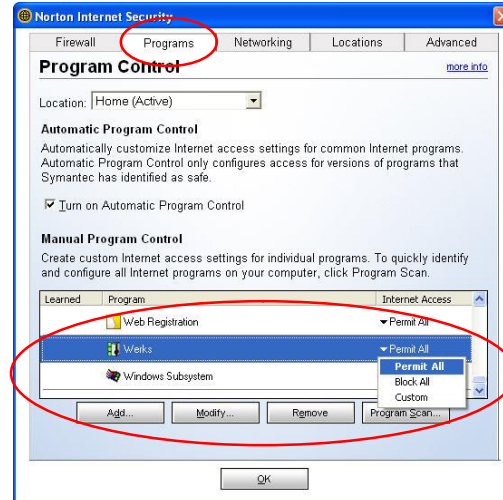 Norton Internet Security
Firewall Programs Networking Locations Advanced
Program Control more info
Location: Home (Active)
Automatic Program Control
Automatically customize Internet access settings for common Internet programs.
Automatic Program Control only configures access for versions of programs that
Symantec has identified as safe.
Turn on Automatic Program Control
Manual Program Control
Create custom Internet access settings for individual programs. To quickly identify
and configure all Internet programs on your computer, click Program Scan.
Learned Program Internet Access
Web Registration Permit All
Werks Permit All
Permit All
Windows Subsystem
Block All
Custom
Add... Modify... Remove Program Scan...
OK